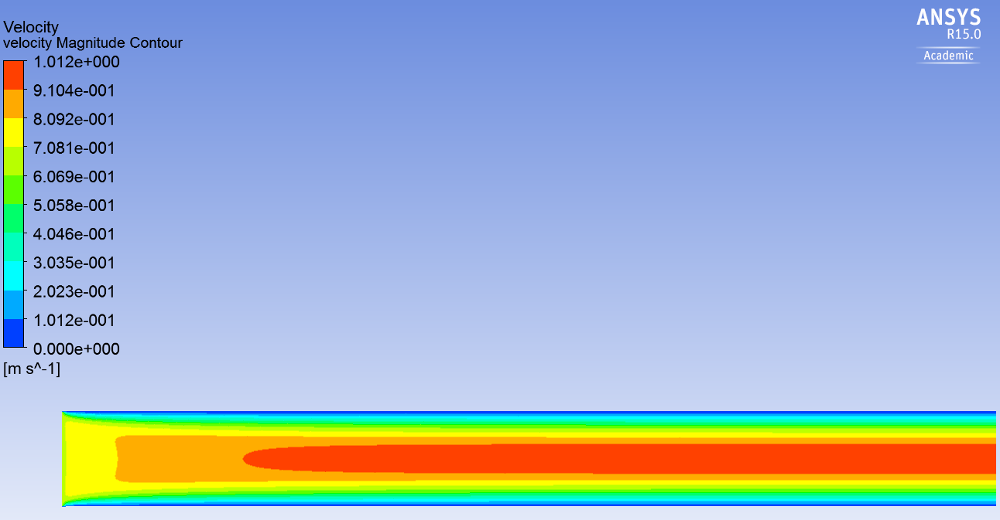 Velocity
velocity Magnitude Contour
1.012e+000
9.104e-001
8.092e-001
7.081e-001
6.069e-001
5.058e-001
4.046e-001
3.035e-001
2.023e-001
1.012e-001
0.000e+000
[m s^-1]
ANSYS
R15.0
Academic